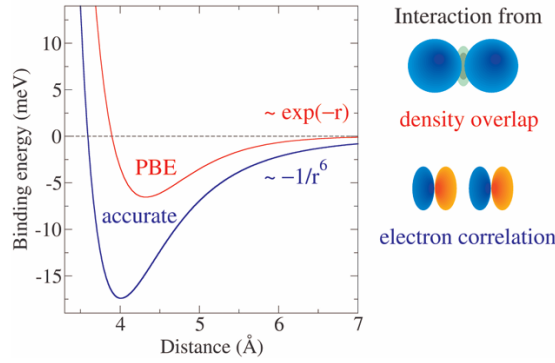 Binding energy (meV)
10
5
0
-5
-10
-15
PBE
accurate
~ exp(−r)
~ −1/r⁶
4
5
6
7
Distance (Å)
Interaction from
density overlap
electron correlation